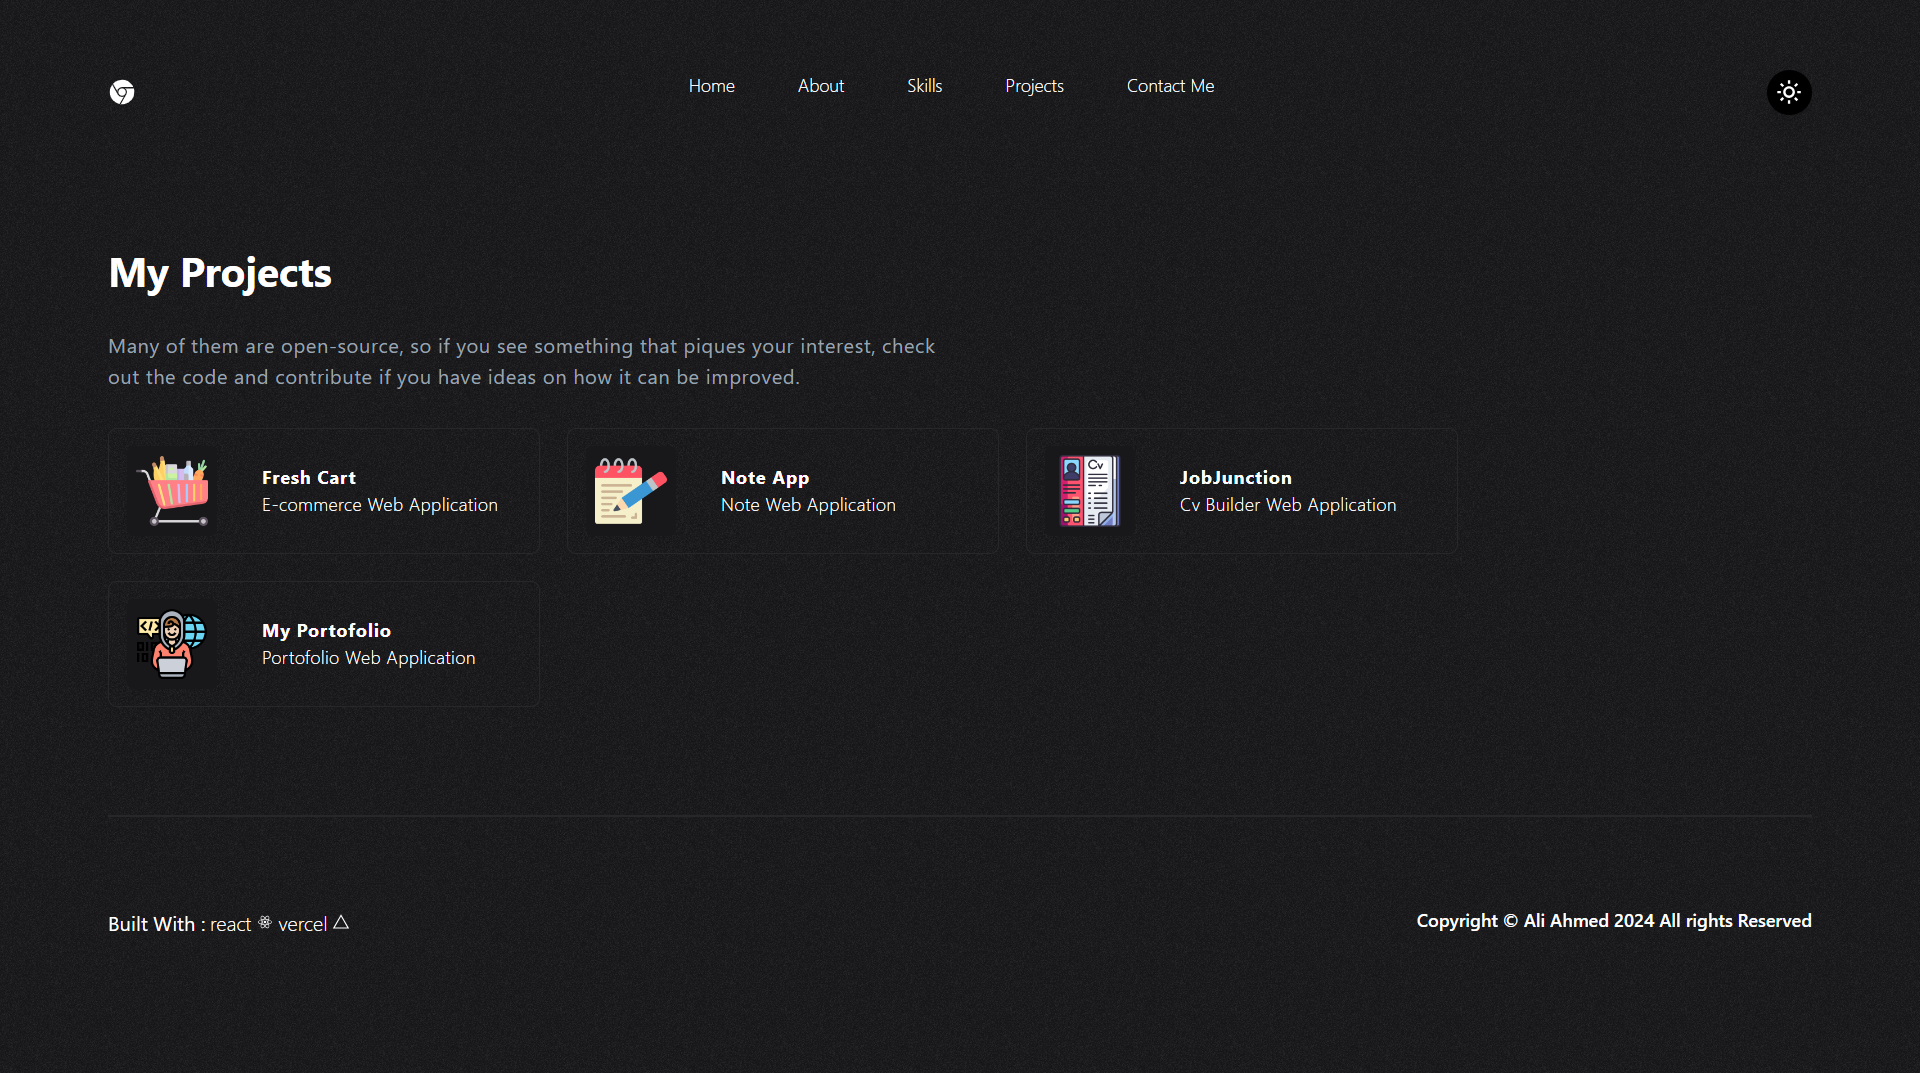 Home
About
Skills
Projects
Contact Me
My Projects
Many of them are open-source, so if you see something that piques your interest, check
out the code and contribute if you have ideas on how it can be improved.
Fresh Cart
E-commerce Web Application
Note App
Note Web Application
Cv
JobJunction
Cv Builder Web Application
My Portofolio
Portofolio Web Application
Built With : react vercel
Copyright © Ali Ahmed 2024 All rights Reserved